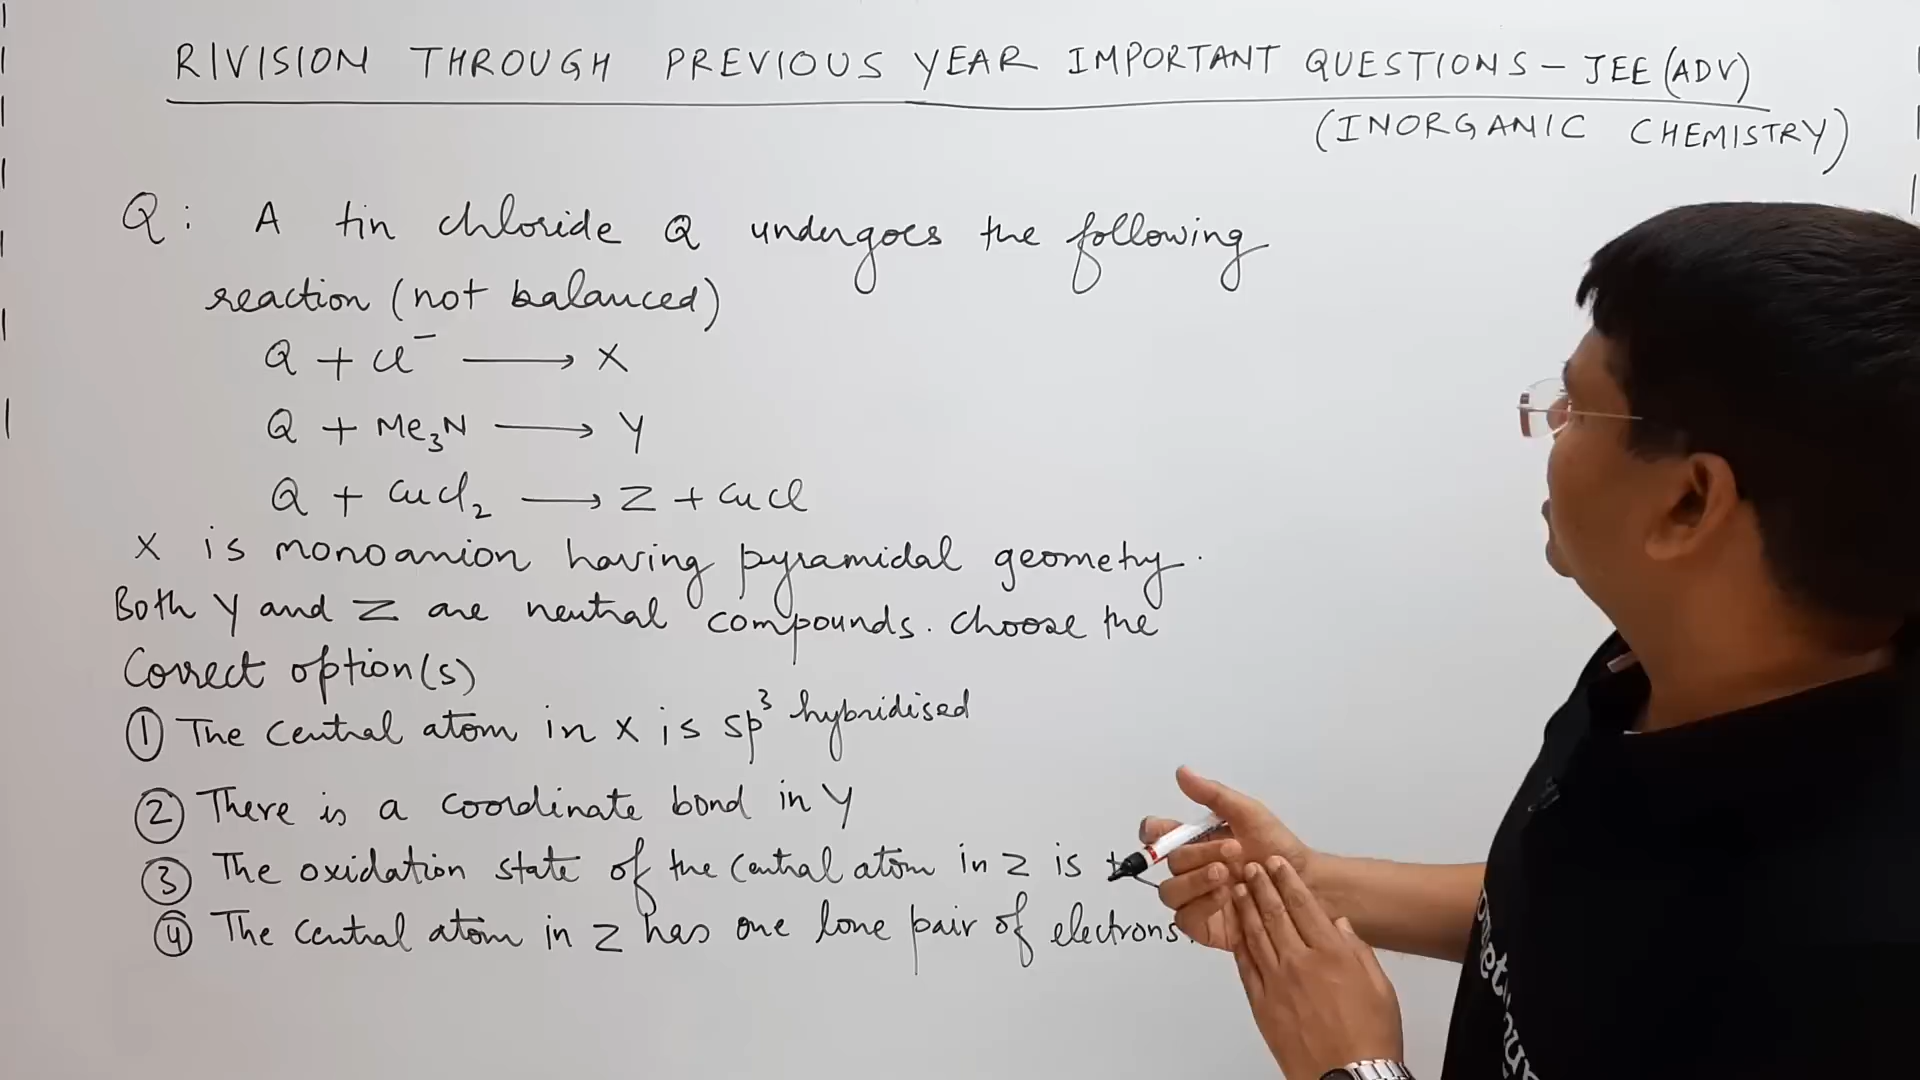 RIVISION THROUGH PREVIOUS YEAR IMPORTANT QUESTIONS – JEE (ADV)
(INORGANIC CHEMISTRY)
Q: A tin chloride Q undergoes the following
reaction (not balanced)
Q + Cl⁻ ⟶ X
Q + Me₃N ⟶ Y
Q + CuCl₂ ⟶ Z + CuCl
X is monoanion having pyramidal geometry.
Both Y and Z are neutral compounds. Choose the
Correct option(s)
① The central atom in X is sp³ hybridised
② There is a coordinate bond in Y
③ The oxidation state of the central atom in Z is
④ The central atom in Z has one lone pair of electrons.